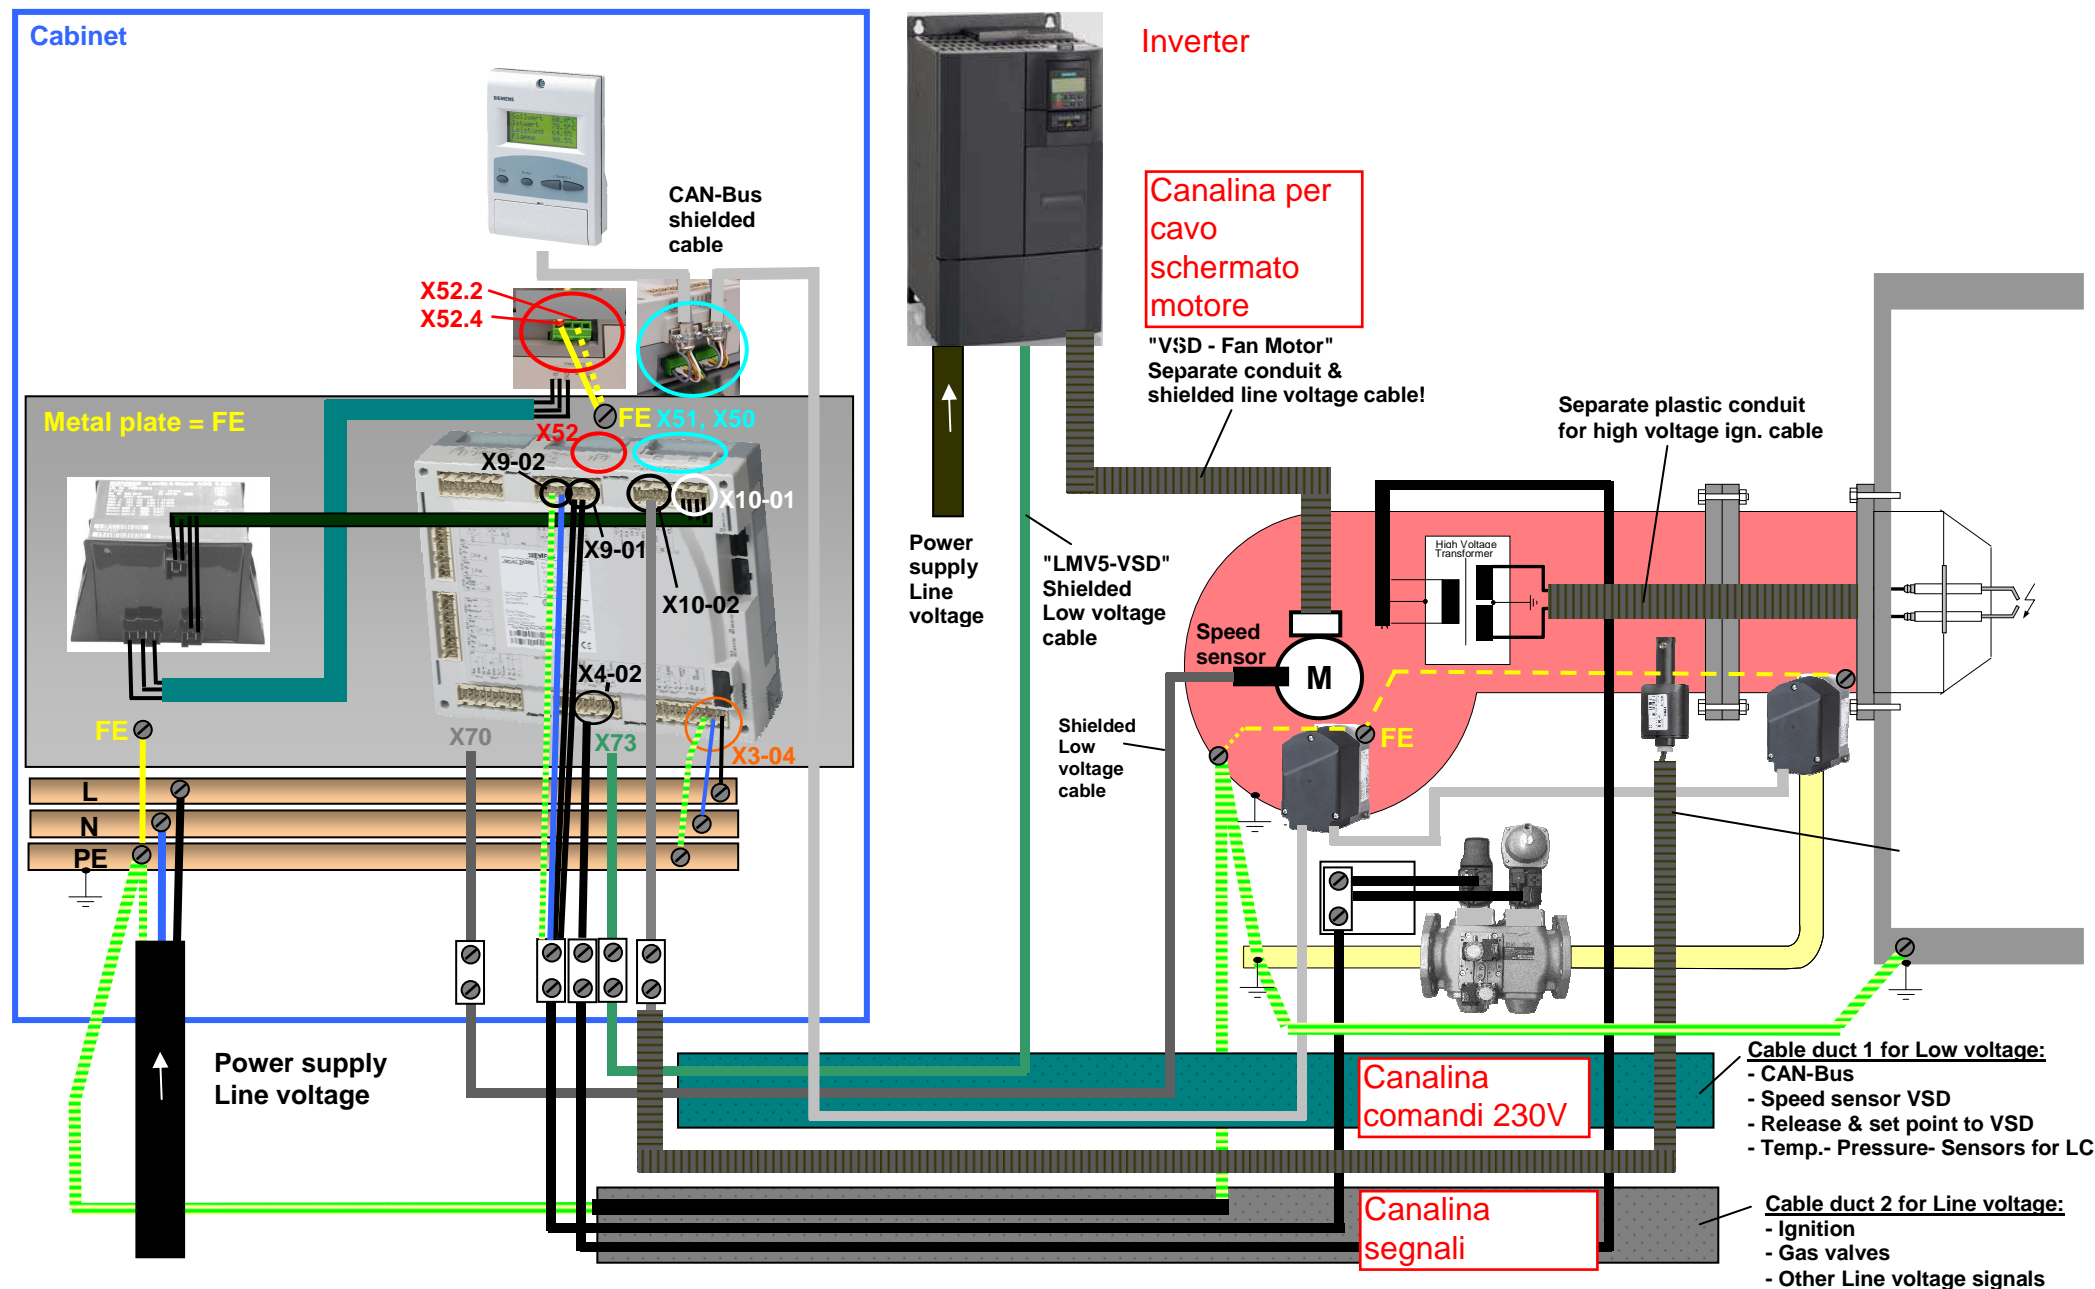 Cabinet
SIEMENS
Sollwert
Istwert
Leistung
Flamme
CAN-Bus
shielded
cable
X52.2
X52.4
Inverter
Canalina per
cavo
schermato
motore
"VSD - Fan Motor"
Separate conduit &
shielded line voltage cable!
Separate plastic conduit
for high voltage ign. cable
Metal plate = FE
FE
X51, X50
X52
X9-02
X10-01
X9-01
X10-02
X4-02
X70
X73
X3-04
FE
L
N
PE
Power
supply
Line
voltage
"LMV5-VSD"
Shielded
Low voltage
cable
High Voltage
Transformer
Speed
sensor
M
FE
Shielded
Low
voltage
cable
Power supply
Line voltage
Canalina
comandi 230V
Cable duct 1 for Low voltage:
- CAN-Bus
- Speed sensor VSD
- Release & set point to VSD
- Temp.- Pressure- Sensors for LC
Canalina
segnali
Cable duct 2 for Line voltage:
- Ignition
- Gas valves
- Other Line voltage signals